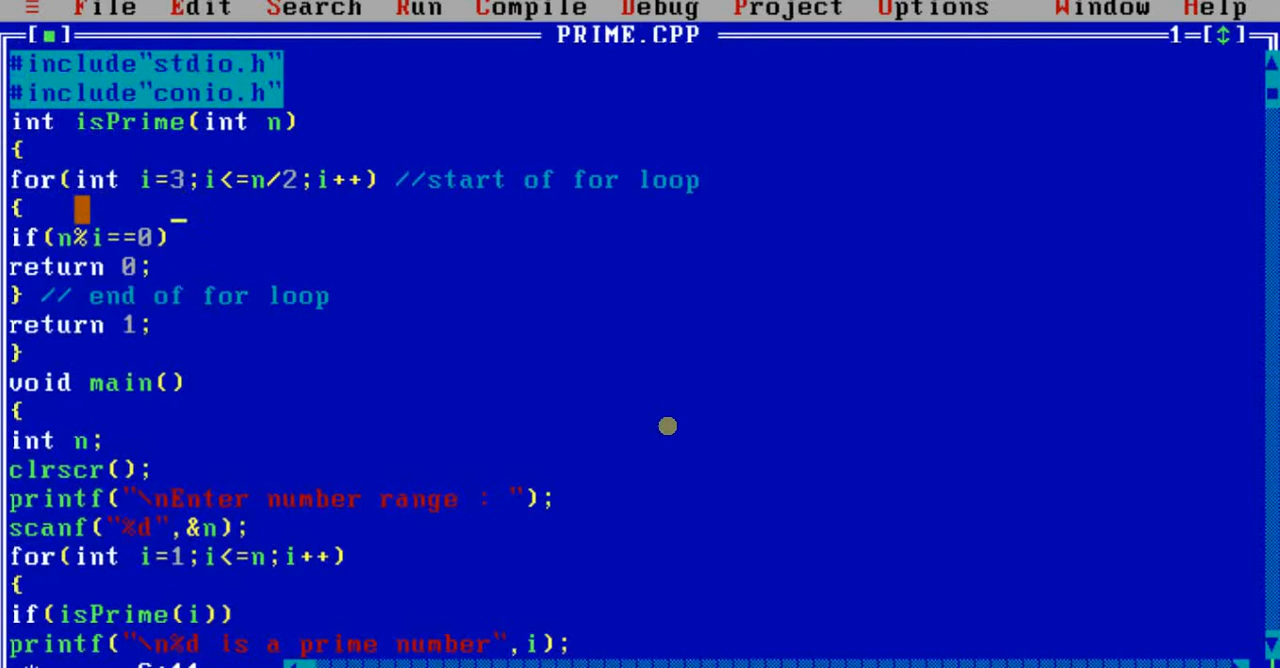 ≡ File Edit Search Run Compile Debug Project Options Window Help
[■] PRIME.CPP 1=[↕]
#include"stdio.h"
#include"conio.h"
int isPrime(int n)
{
for(int i=3;i<=n/2;i++) //start of for loop
{
if(n%i==0)
return 0;
} // end of for loop
return 1;
}
void main()
{
int n;
clrscr();
printf("\nEnter number range : ");
scanf("%d",&n);
for(int i=1;i<=n;i++)
{
if(isPrime(i))
printf("\n%d is a prime number",i);